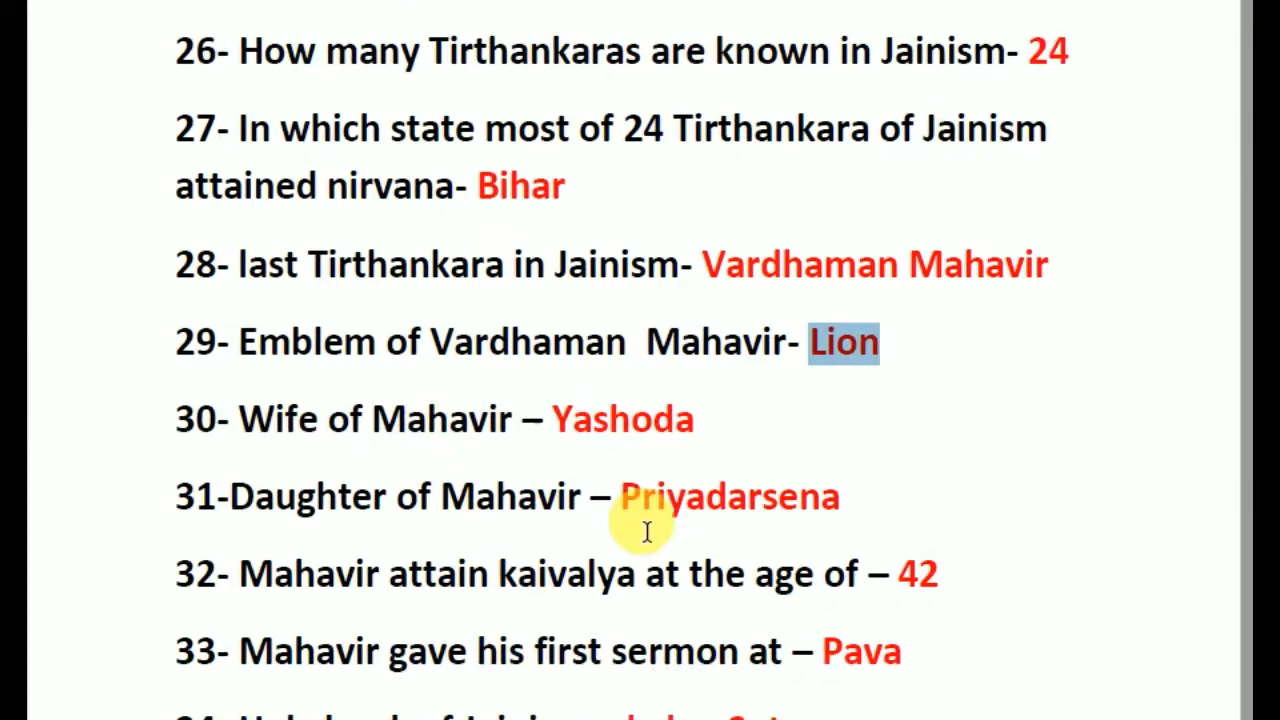 26- How many Tirthankaras are known in Jainism- 24
27- In which state most of 24 Tirthankara of Jainism
attained nirvana- Bihar
28- last Tirthankara in Jainism- Vardhaman Mahavir
29- Emblem of Vardhaman  Mahavir- Lion
30- Wife of Mahavir – Yashoda
31-Daughter of Mahavir – Priyadarsena
32- Mahavir attain kaivalya at the age of – 42
33- Mahavir gave his first sermon at – Pava